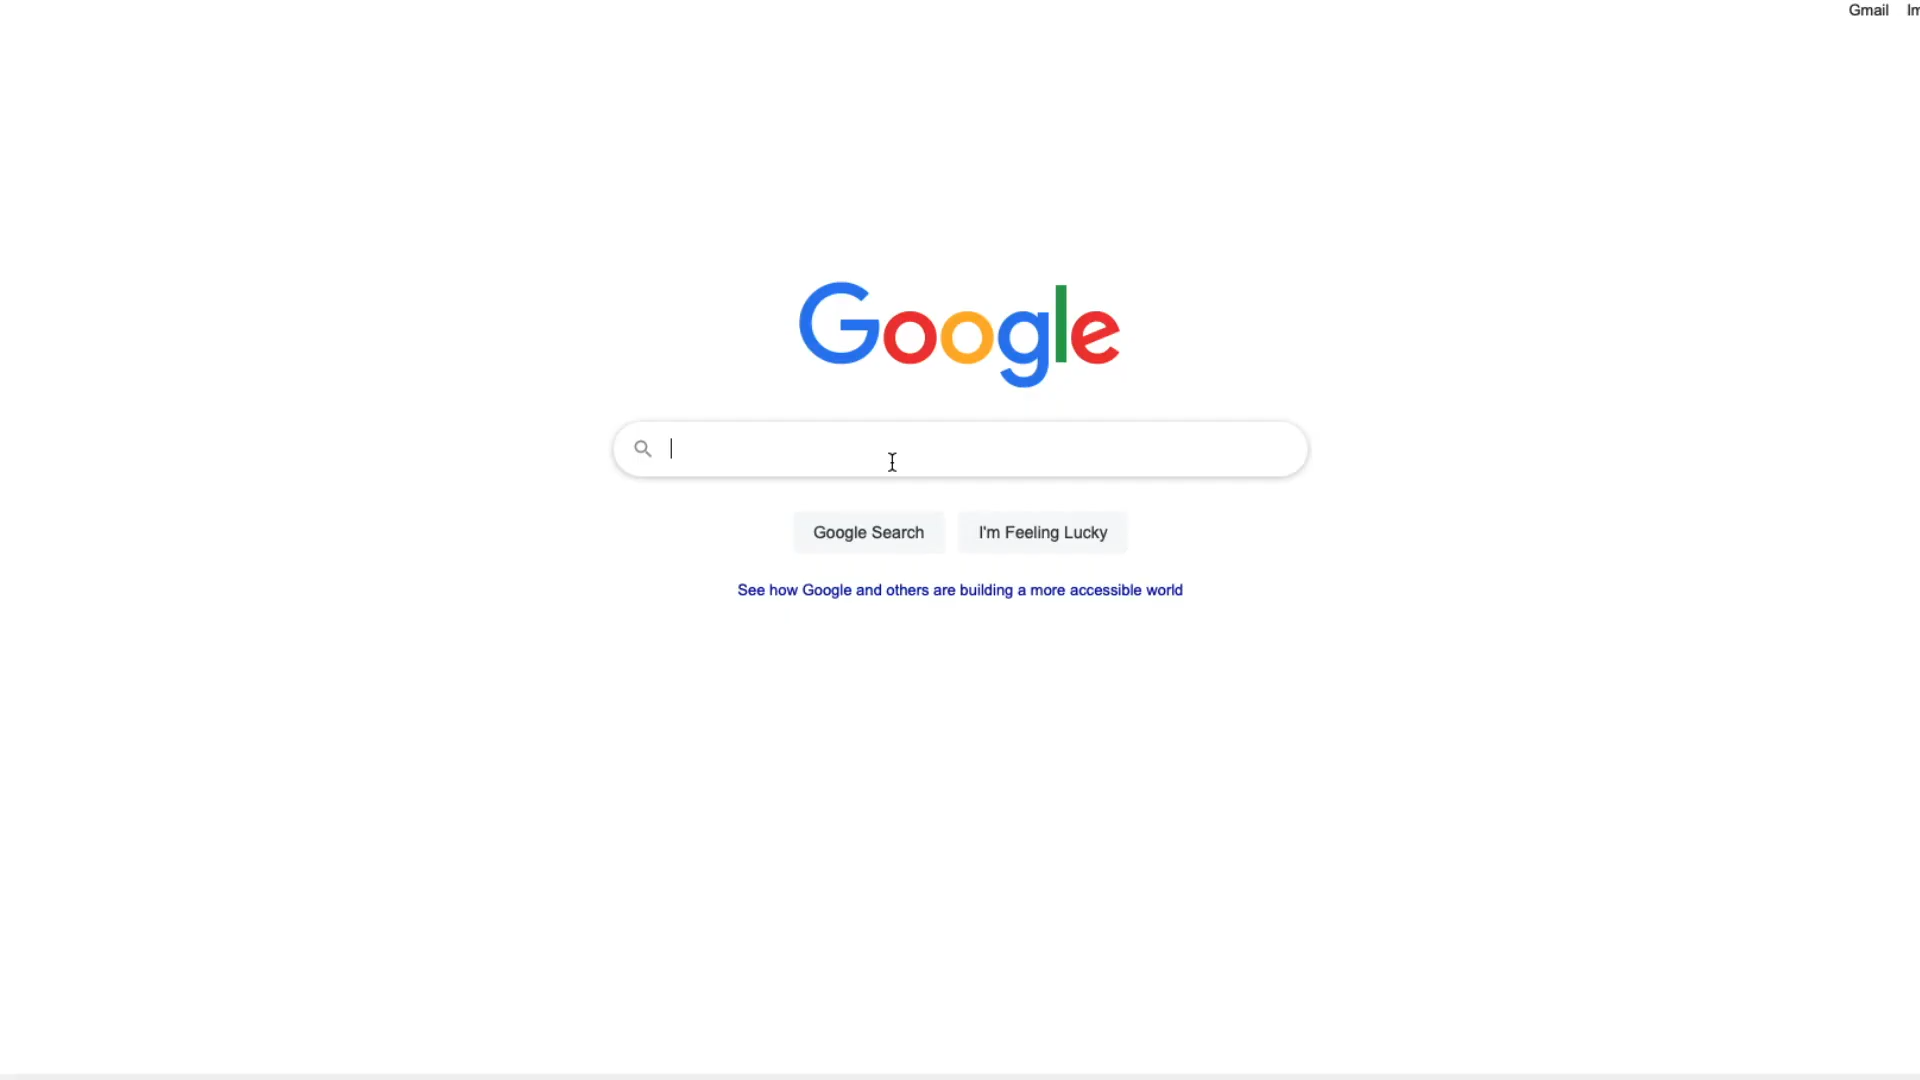 Gmail
Google
Google Search
I'm Feeling Lucky
See how Google and others are building a more accessible world